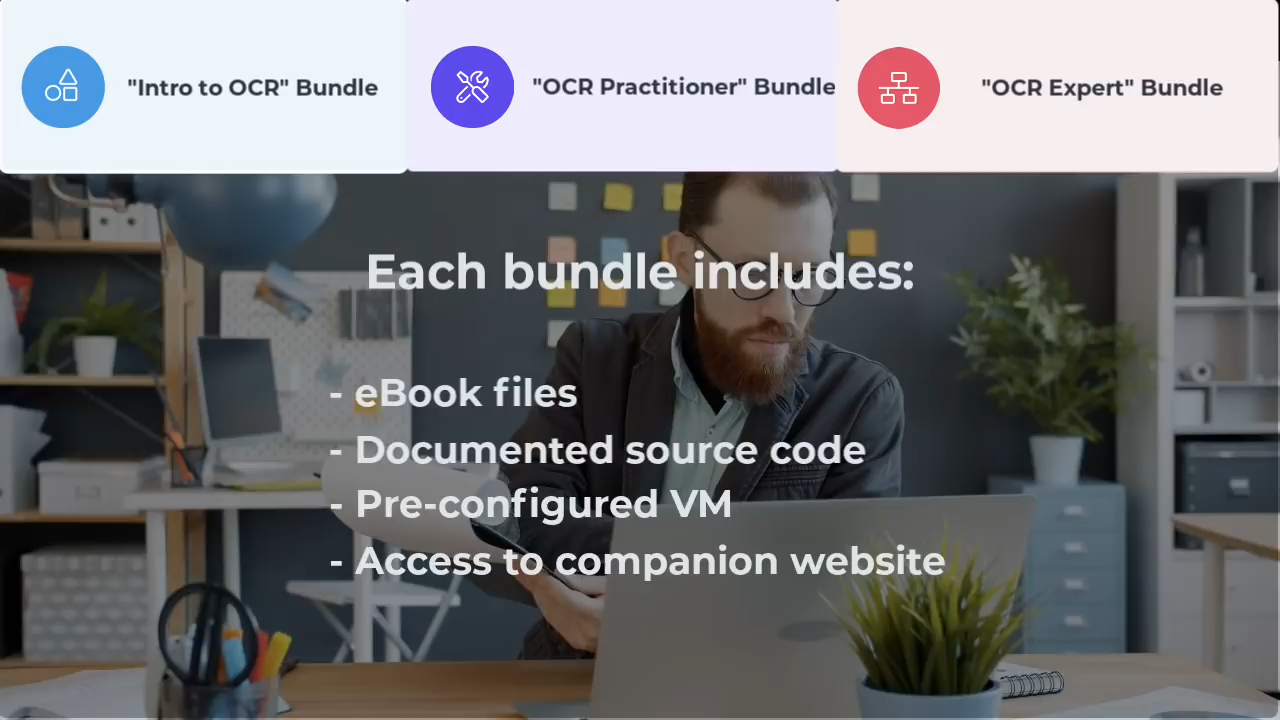 "Intro to OCR" Bundle
"OCR Practitioner" Bundle
"OCR Expert" Bundle
Each bundle includes:
- eBook files
- Documented source code
- Pre-configured VM
- Access to companion website